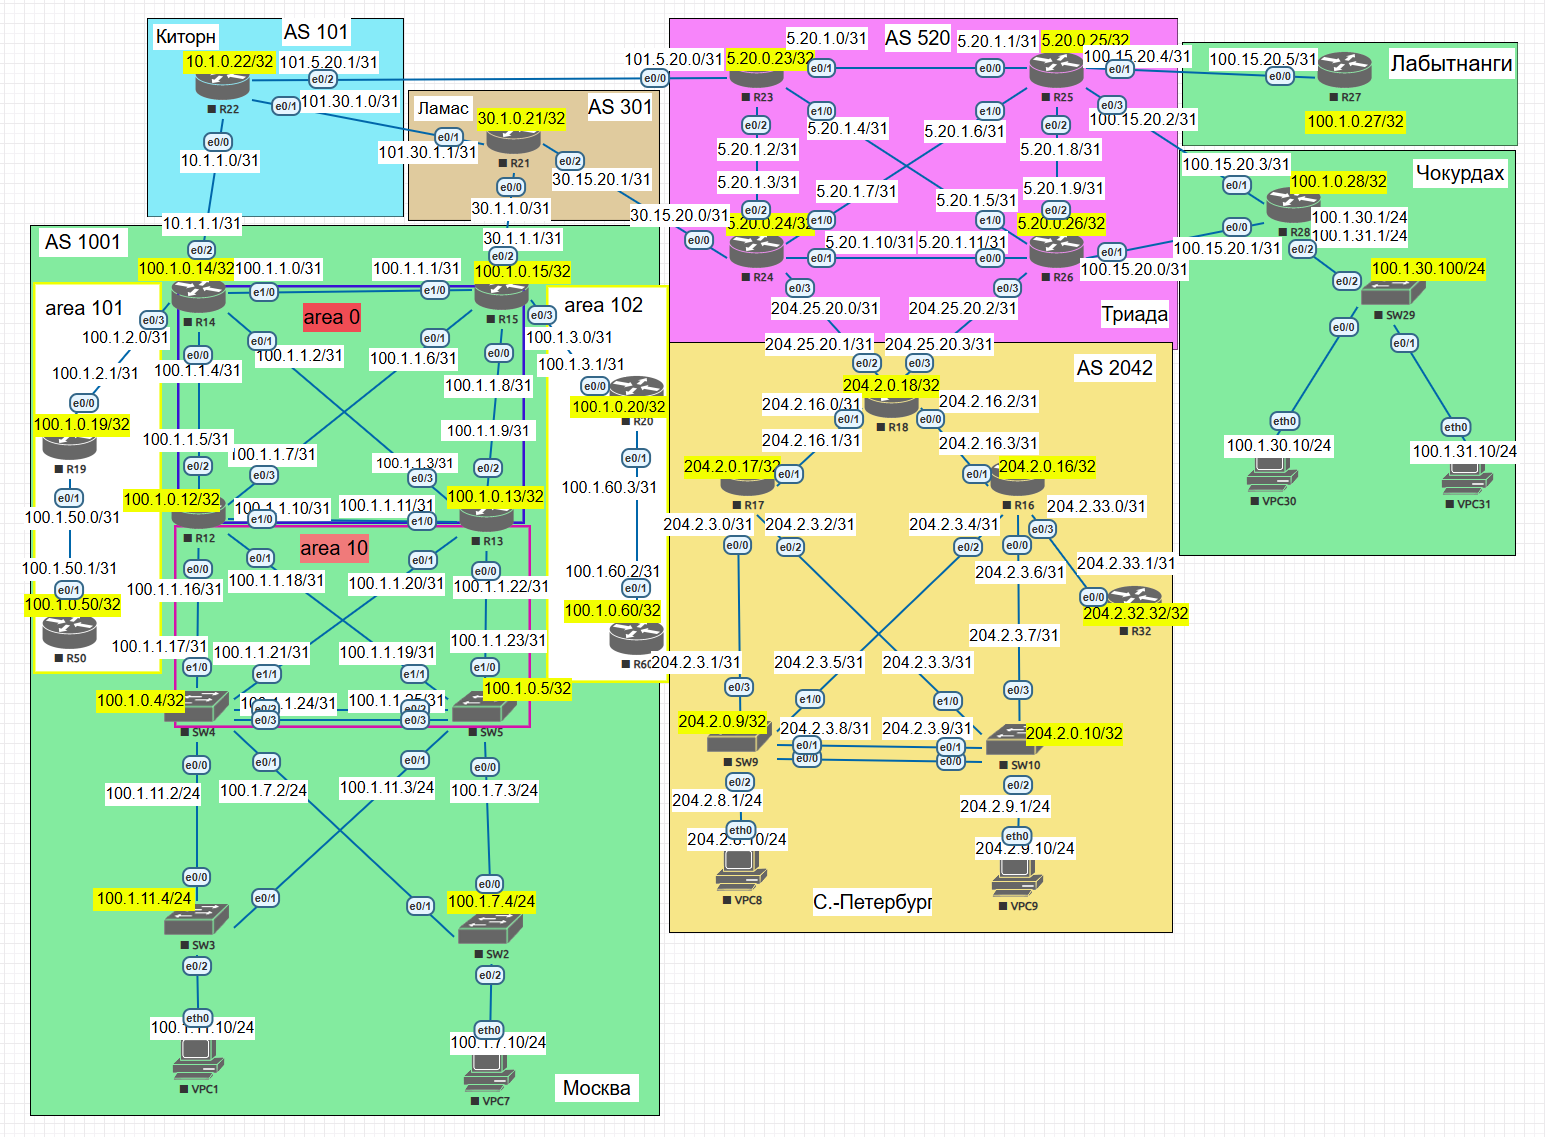 Киторн
AS 101
10.1.0.22/32
101.5.20.1/31
e0/2
R22
e0/1
101.30.1.0/31
e0/0
10.1.1.0/31
10.1.1.1/31
Ламас
AS 301
30.1.0.21/32
e0/1
101.30.1.1/31
R21
e0/2
30.15.20.1/31
e0/0
30.1.1.0/31
30.1.1.1/31
AS 520
101.5.20.0/31
e0/0
5.20.0.23/32
5.20.1.0/31
e0/1
R23
5.20.1.1/31
5.20.0.25/32
e0/0
100.15.20.4/31
e0/1
R25
e0/3
100.15.20.2/31
e0/2
5.20.1.2/31
e1/0
5.20.1.4/31
e1/0
5.20.1.6/31
e0/2
5.20.1.8/31
5.20.1.3/31
5.20.1.7/31
5.20.1.5/31
5.20.1.9/31
30.15.20.0/31
e0/0
e0/2
5.20.0.24/32
e1/0
R24
e0/1
5.20.1.10/31
5.20.1.11/31
e0/0
e1/0
e0/2
5.20.0.26/32
R26
e0/1
100.15.20.0/31
e0/3
204.25.20.0/31
e0/3
204.25.20.2/31
Триада
100.15.20.5/31
e0/0
R27
Лабытнанги
100.1.0.27/32
Чокурдах
100.15.20.3/31
e0/1
100.1.0.28/32
R28
e0/0
100.15.20.1/31
100.1.30.1/24
100.1.31.1/24
e0/2
e0/2
100.1.30.100/24
SW29
e0/0
e0/1
eth0
100.1.30.10/24
VPC30
eth0
100.1.31.10/24
VPC31
AS 1001
e0/2
100.1.0.14/32
100.1.1.0/31
e1/0
R14
100.1.1.1/31
e1/0
e0/2
100.1.0.15/32
R15
area 101
area 0
area 102
e0/3
100.1.2.0/31
100.1.2.1/31
e0/0
100.1.0.19/32
R19
e0/1
100.1.50.0/31
100.1.50.1/31
e0/1
100.1.0.50/32
R50
e0/0
100.1.1.4/31
e0/1
100.1.1.2/31
e0/1
100.1.1.6/31
e0/0
100.1.1.8/31
e0/3
100.1.3.0/31
100.1.3.1/31
e0/0
100.1.0.20/32
R20
e0/1
100.1.60.3/31
100.1.60.2/31
e0/1
100.1.0.60/32
100.1.1.5/31
e0/2
100.1.1.7/31
e0/3
100.1.1.3/31
e0/3
100.1.1.9/31
e0/2
100.1.0.12/32
R12
e1/0
100.1.1.11/31
e1/0
100.1.0.13/32
R13
area 10
e0/0
100.1.1.16/31
e0/1
100.1.1.18/31
e0/1
100.1.1.20/31
e0/0
100.1.1.22/31
100.1.1.17/31
e1/0
100.1.1.21/31
e1/1
100.1.1.19/31
e1/1
100.1.1.23/31
e1/0
100.1.0.4/32
SW4
e0/2
e0/3
e0/2
e0/3
100.1.0.5/32
SW5
e0/0
100.1.11.2/24
e0/1
100.1.7.2/24
e0/1
100.1.11.3/24
e0/0
100.1.7.3/24
e0/0
100.1.11.4/24
e0/1
SW3
e0/0
100.1.7.4/24
e0/1
SW2
e0/2
eth0
100.1.11.10/24
VPC1
e0/2
eth0
100.1.7.10/24
VPC7
Москва
AS 2042
204.25.20.1/31
e0/2
204.25.20.3/31
e0/3
204.2.0.18/32
R18
204.2.16.0/31
e0/1
204.2.16.2/31
e0/0
204.2.16.1/31
204.2.16.3/31
204.2.0.17/32
e0/1
R17
e0/1
204.2.0.16/32
R16
204.2.33.0/31
e0/3
204.2.3.0/31
e0/0
204.2.3.2/31
e0/2
204.2.3.4/31
e0/2
e0/0
204.2.3.6/31
204.2.33.1/31
e0/0
204.2.32.32/32
R32
204.2.3.1/31
e0/3
204.2.3.5/31
e1/0
204.2.3.3/31
e1/0
204.2.3.7/31
e0/3
204.2.0.9/32
SW9
204.2.3.8/31
e0/1
e0/0
204.2.3.9/31
e0/1
e0/0
204.2.0.10/32
SW10
e0/2
204.2.8.1/24
eth0
VPC8
e0/2
204.2.9.1/24
eth0
204.2.9.10/24
VPC9
С.-Петербург